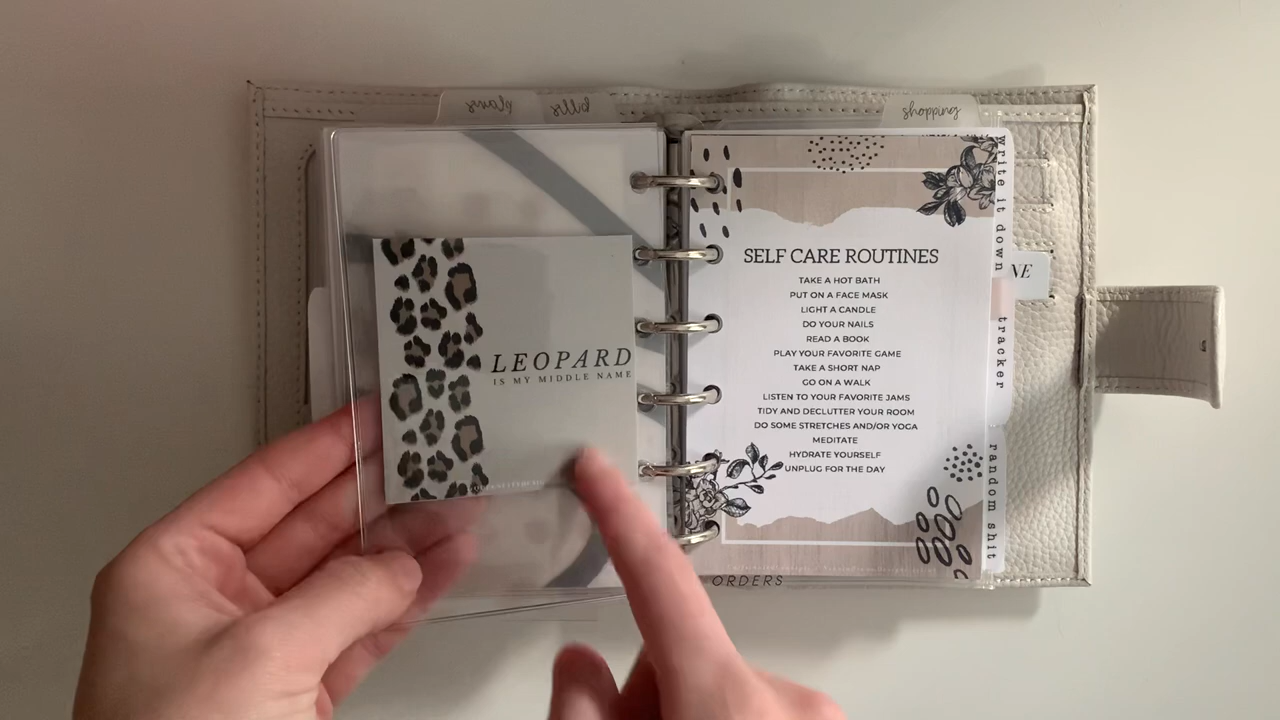 plans
bills
shopping
LEOPARD
IS MY MIDDLE NAME
SELF CARE ROUTINES
TAKE A HOT BATH
PUT ON A FACE MASK
LIGHT A CANDLE
DO YOUR NAILS
READ A BOOK
PLAY YOUR FAVORITE GAME
TAKE A SHORT NAP
GO ON A WALK
LISTEN TO YOUR FAVORITE JAMS
TIDY AND DECLUTTER YOUR ROOM
DO SOME STRETCHES AND/OR YOGA
MEDITATE
HYDRATE YOURSELF
UNPLUG FOR THE DAY
write it down
tracker
random shit
NE
ORDERS